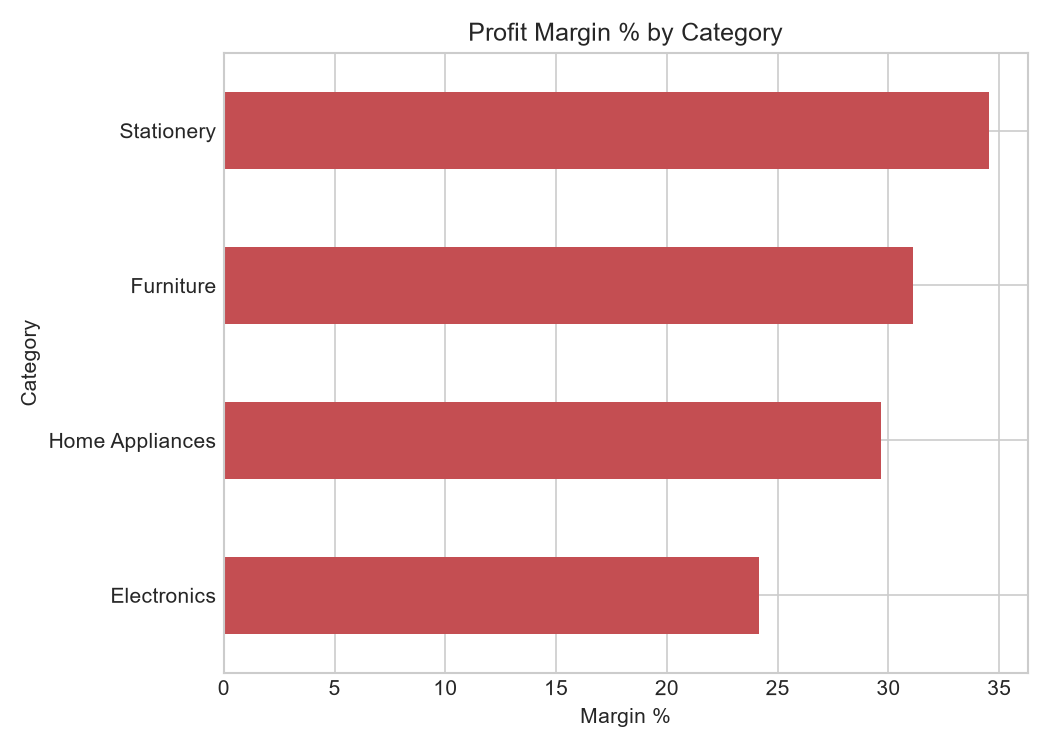 Profit Margin % by Category
Category
Stationery
Furniture
Home Appliances
Electronics
0 5 10 15 20 25 30 35
Margin %